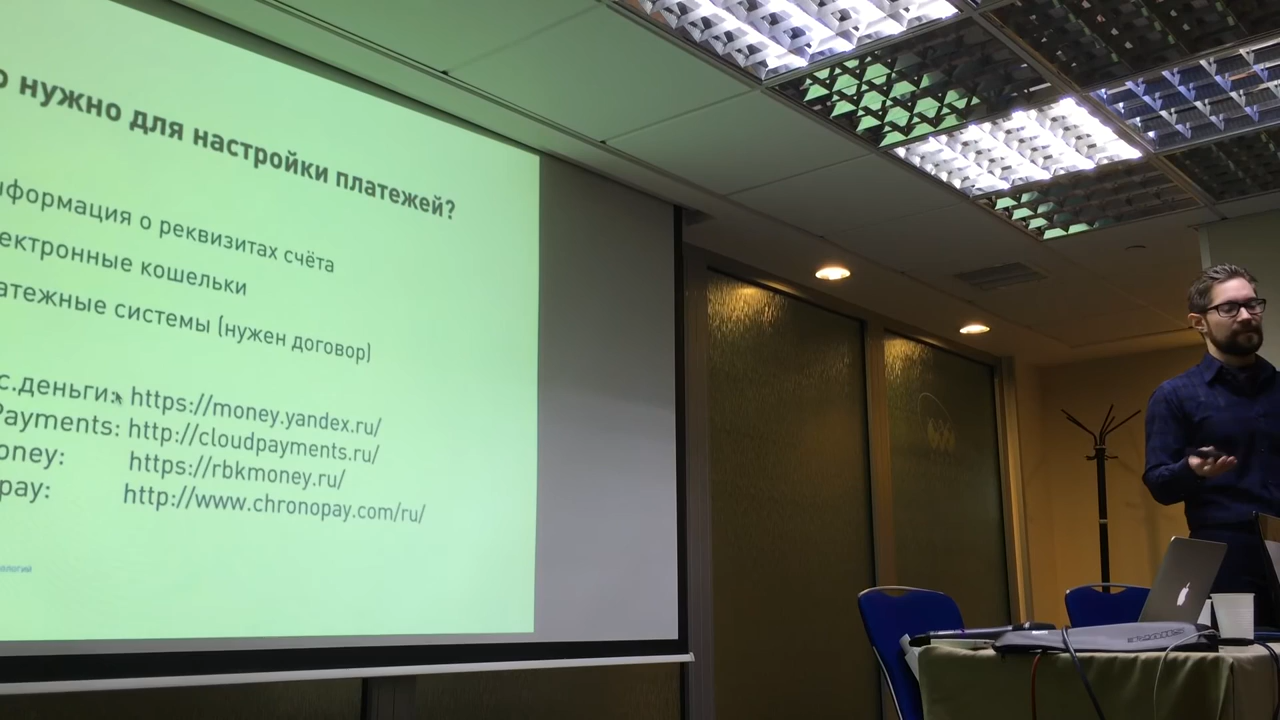 о нужно для настройки платежей?
нформация о реквизитах счёта
ектронные кошельки
атежные системы (нужен договор)
с.деньги: https://money.yandex.ru/
Payments: http://cloudpayments.ru/
oney: https://rbkmoney.ru/
pay: http://www.chronopay.com/ru/